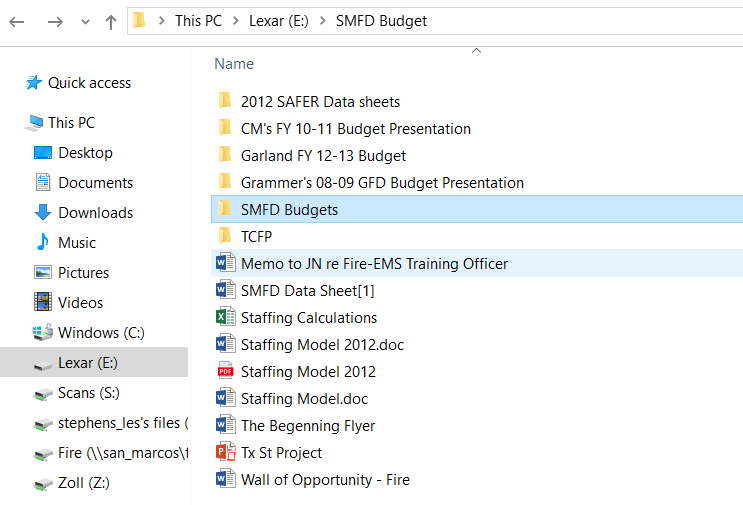 This PC > Lexar (E:) > SMFD Budget
Name
Quick access
This PC
Desktop
Documents
Downloads
Music
Pictures
Videos
Windows (C:)
Lexar (E:)
Scans (S:)
stephens_les's files (
Fire (\\san_marcos\f
Zoll (Z:)
2012 SAFER Data sheets
CM's FY 10-11 Budget Presentation
Garland FY 12-13 Budget
Grammer's 08-09 GFD Budget Presentation
SMFD Budgets
TCFP
Memo to JN re Fire-EMS Training Officer
SMFD Data Sheet[1]
Staffing Calculations
Staffing Model 2012.doc
PDF Staffing Model 2012
Staffing Model.doc
The Begenning Flyer
Tx St Project
Wall of Opportunity - Fire